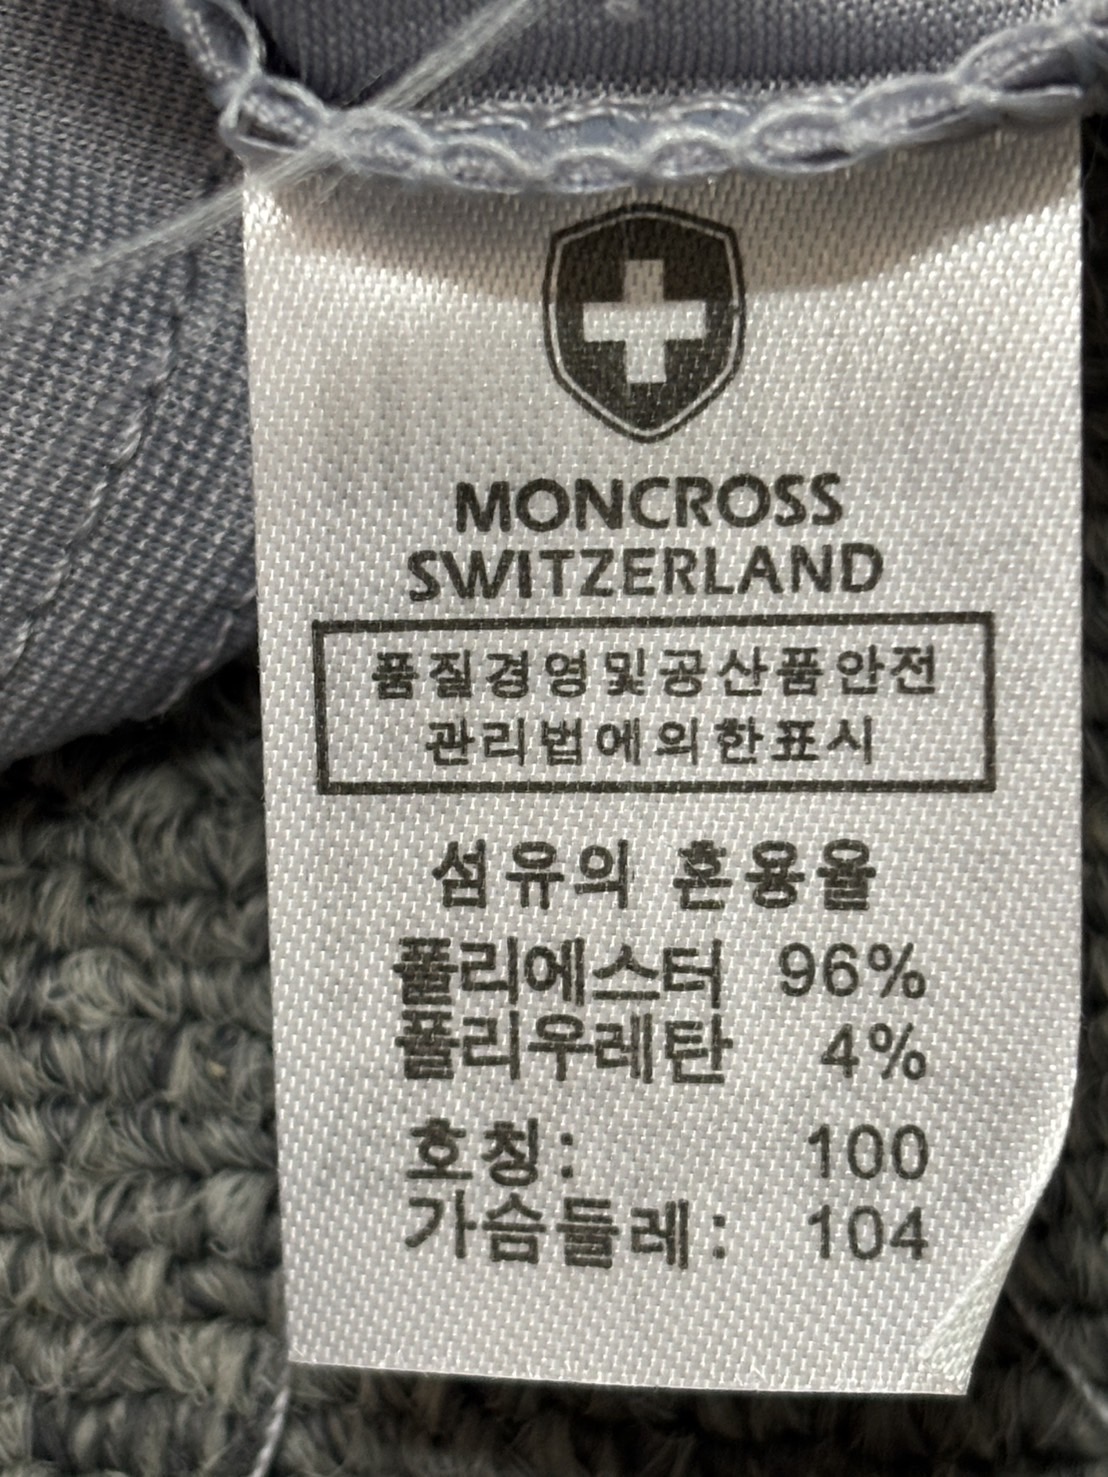 MONCROSS
SWITZERLAND
품질경영및공산품안전
관리법에의한표시
섬유의 혼용율
폴리에스터 96%
폴리우레탄 4%
호칭: 100
가슴들레: 104